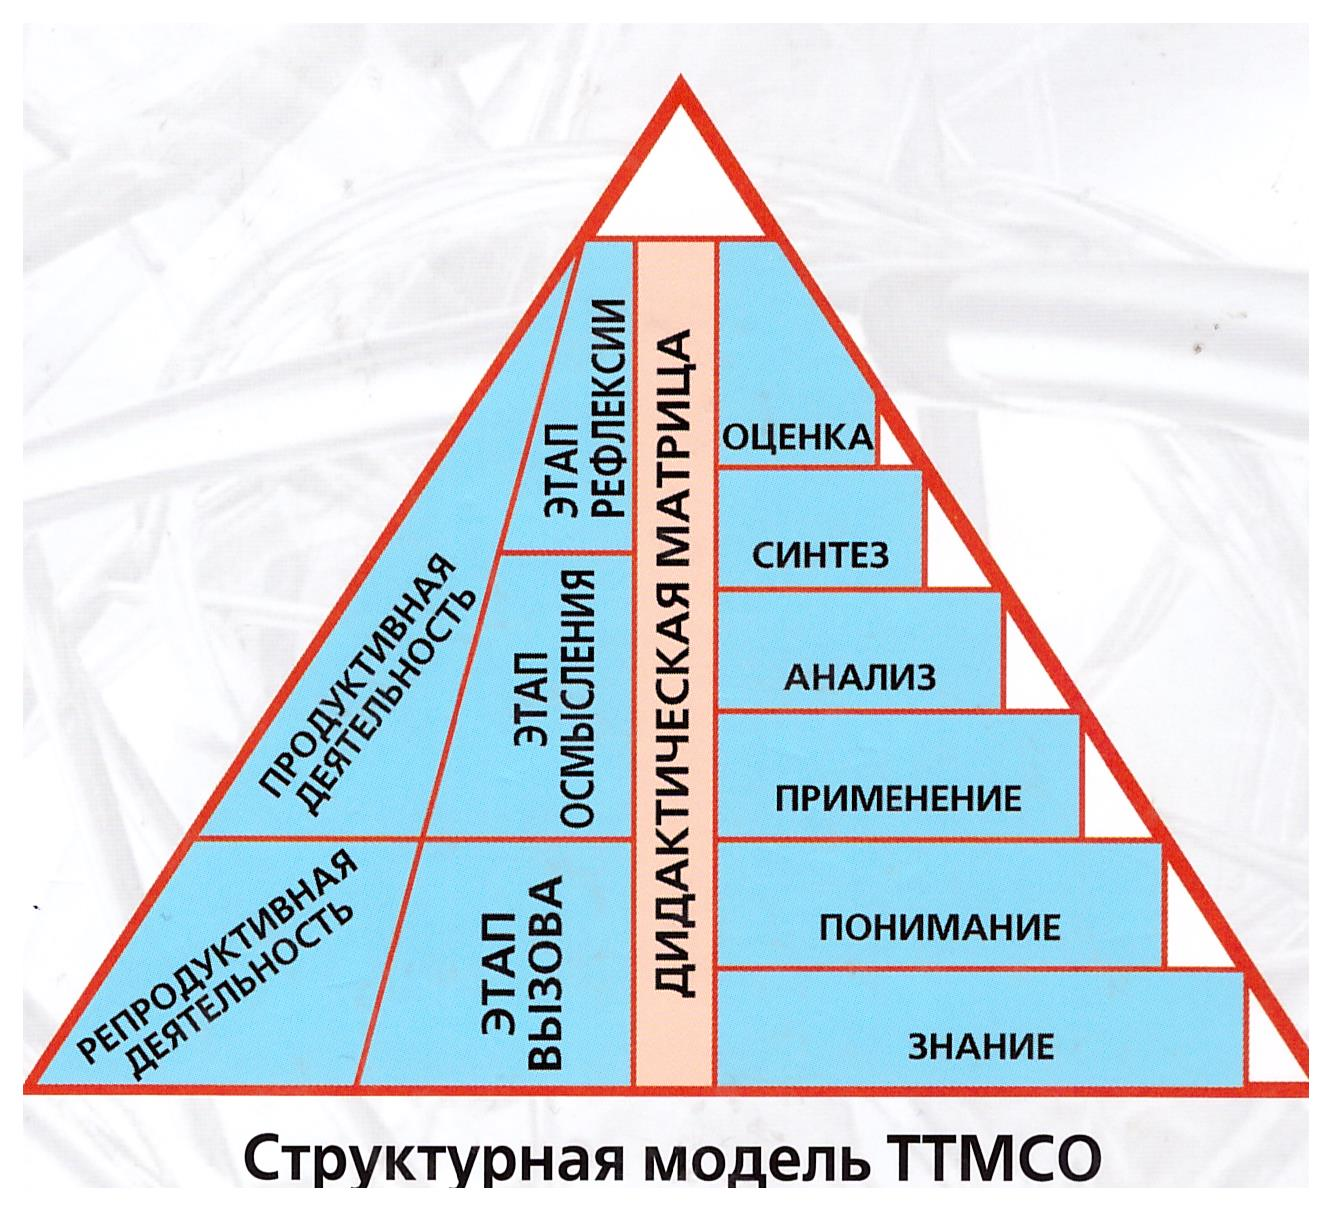 ЭТАП
РЕФЛЕКСИИ
ЭТАП
ОСМЫСЛЕНИЯ
ЭТАП
ВЫЗОВА
ПРОДУКТИВНАЯ
ДЕЯТЕЛЬНОСТЬ
РЕПРОДУКТИВНАЯ
ДЕЯТЕЛЬНОСТЬ
ДИДАКТИЧЕСКАЯ МАТРИЦА
ОЦЕНКА
СИНТЕЗ
АНАЛИЗ
ПРИМЕНЕНИЕ
ПОНИМАНИЕ
ЗНАНИЕ
Структурная модель ТТМСО